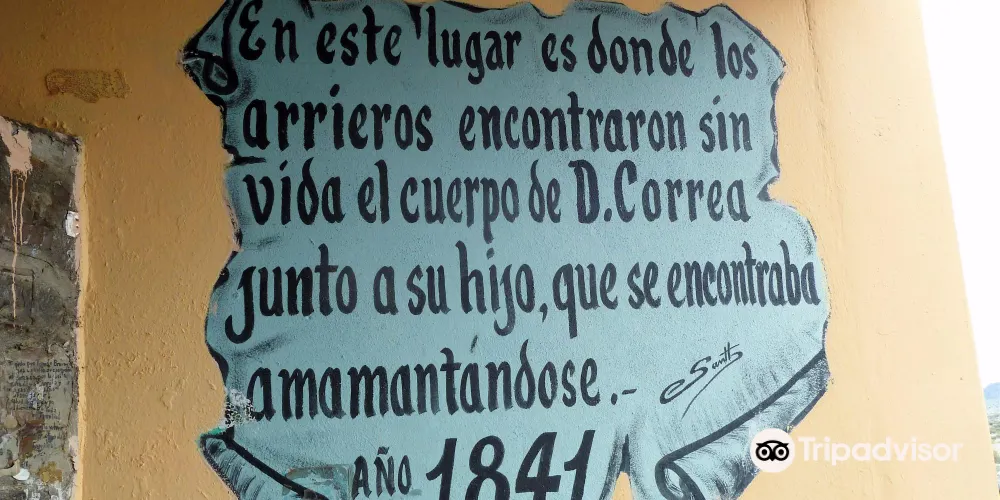 En este lugar es donde los
arrieros encontraron sin
vida el cuerpo de D. Correa
junto a su hijo, que se encontraba
amamantándose.-
Santh
AÑO 1841
Tripadvisor